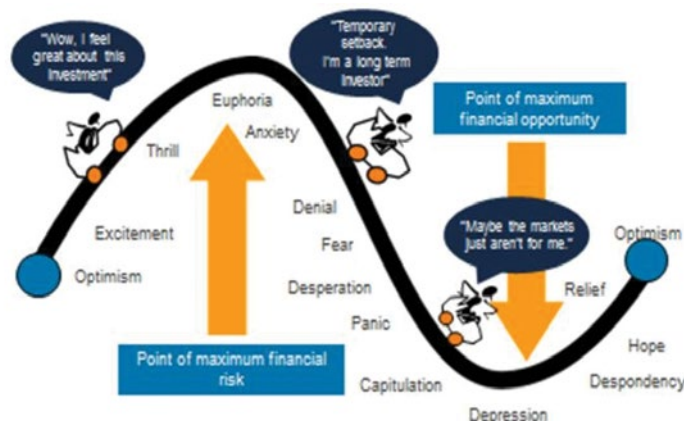 "Wow, I feel
great about this
Investment"
"Temporary
setback.
I'm a long term
Investor"
Point of maximum
financial opportunity
Euphoria
Anxiety
Thrill
Denial
"Maybe the markets
just aren't for me."
Excitement
Fear
Optimism
Optimism
Desperation
Relief
Panic
Point of maximum financial
risk
Hope
Capitulation
Despondency
Depression